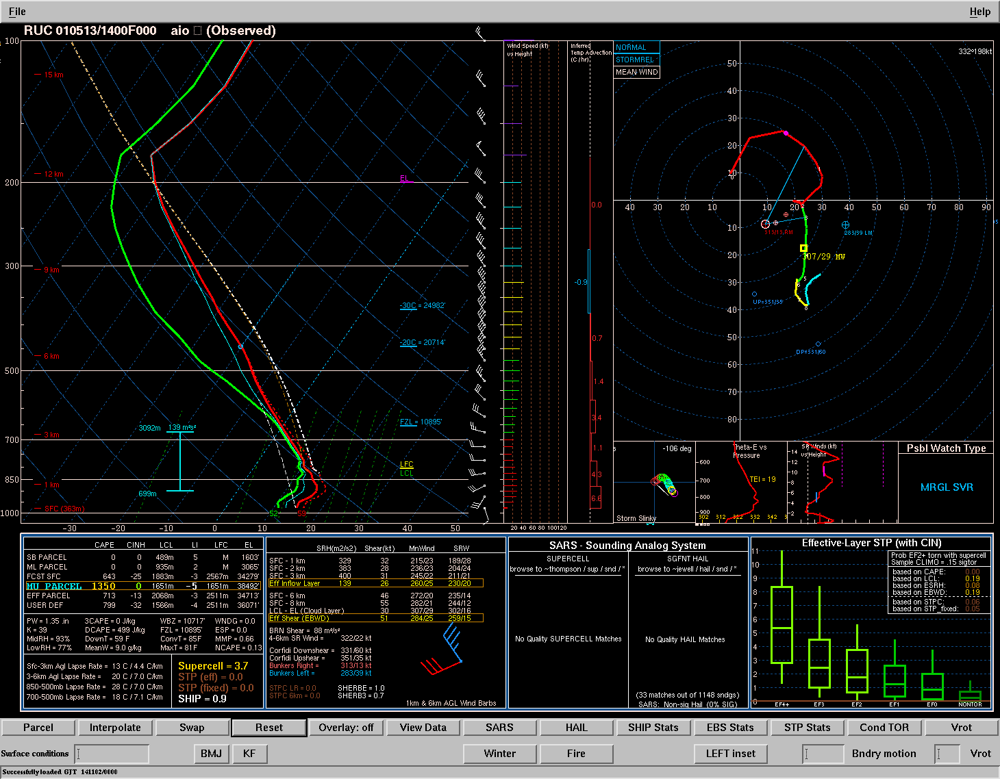 File Help
RUC 010513/1400F000 aio (Observed)
100
200
300
400
500
700
850
1000
15 km
12 km
9 km
6 km
3 km
1 km
SFC (363m)
EL
-30C = 24982'
-20C = 20714'
FZL = 10895'
LFC
LCL
3092m 139 m²s²
699m
52 59
-30 -20 -10 0 10 20 30 40 50
Wind Speed (kt)
vs Height
20 40 60 80 100120
Inferred
Temp Advection
(C / hr)
0.0
-0.9
0.7
1.4
3.4
1.1
4.3
6.6
NORMAL
STORMREL
MEAN WIND
332º198kt
50
40
30
20
10
40 30 20 10 10 20 30 40 50 60 70 80 90
10
20
30
40
50
60
70
80
313/13 RM
283/39 LM
307/29 MW
UP=351/35
DP=331/60
-106 deg
Storm Slinky
Theta-E vs
Pressure
600
700
800
900
TEI = 19
302 312 322 332 342
SR Winds (kt)
vs Height
14
12
10
8
6
4
2
Psbl Watch Type
MRGL SVR
CAPE CINH LCL LI LFC EL
SB PARCEL 0 0 489m 5 M 1603'
ML PARCEL 0 0 935m 2 M 3065'
FCST SFC 643 -25 1883m -3 2567m 34279'
MU PARCEL 1350 0 1651m -5 1651m 38492'
EFF PARCEL 713 -13 2068m -3 2511m 34713'
USER DEF 799 -32 1566m -4 2511m 36071'
PW = 1.35 .in 3CAPE = 0 J/kg WBZ = 10717' WNDG = 0.0
K = 39 DCAPE = 499 J/kg FZL = 10895' ESP = 0.0
MidRH = 93% DownT = 59 F ConvT = 85F MMP = 0.66
LowRH = 77% MeanW = 9.0 g/kg MaxT = 81F NCAPE = 0.13
Sfc-3km Agl Lapse Rate = 13 C / 4.4 C/km
3-6km Agl Lapse Rate = 20 C / 7.0 C/km
850-500mb Lapse Rate = 28 C / 7.0 C/km
700-500mb Lapse Rate = 18 C / 7.1 C/km
Supercell = 3.7
STP (eff) = 0.0
STP (fixed) = 0.0
SHIP = 0.9
SRH(m2/s2) Shear(kt) MnWind SRW
SFC - 1 km 329 32 215/23 189/28
SFC - 2 km 383 28 236/23 204/24
SFC - 3 km 400 31 245/22 211/21
Eff Inflow Layer 139 26 260/25 230/20
SFC - 6 km 46 272/20 235/14
SFC - 8 km 55 282/21 244/12
LCL - EL (Cloud Layer) 30 307/29 302/16
Eff Shear (EBWD) 51 284/25 259/15
BRN Shear = 88 m²/s²
4-6km SR Wind = 322/22 kt
Corfidi Downshear = 331/60 kt
Corfidi Upshear = 351/35 kt
Bunkers Right = 313/13 kt
Bunkers Left = 283/39 kt
STPC LR = 0.0 SHERBE = 1.0
STPC 6km = 0.0 SHERB3 = 0.7
1km & 6km AGL Wind Barbs
SARS - Sounding Analog System
SUPERCELL SGFNT HAIL
browse to ~thompson / sup / snd / * browse to ~jewell / hail / snd / *
No Quality SUPERCELL Matches No Quality HAIL Matches
(33 matches out of 1148 sndgs)
SARS: Non-sig Hail (0% SIG)
Effective-Layer STP (with CIN)
Prob EF2+ torn with supercell
Sample CLIMO = .15 sigtor
based on CAPE: 0.00
based on LCL: 0.19
based on ESRH: 0.08
based on EBWD: 0.19
based on STPC: 0.06
based on STP_fixed: 0.05
11
10
9
8
7
6
5
4
3
2
1
0
EF4+ EF3 EF2 EF1 EF0 NONTOR
Parcel Interpolate Swap Reset Overlay: off View Data SARS HAIL SHIP Stats EBS Stats STP Stats Cond TOR Vrot
Surface conditions BMJ KF Winter Fire LEFT inset Bndry motion Vrot
Successfully loaded GJT 141102/0000